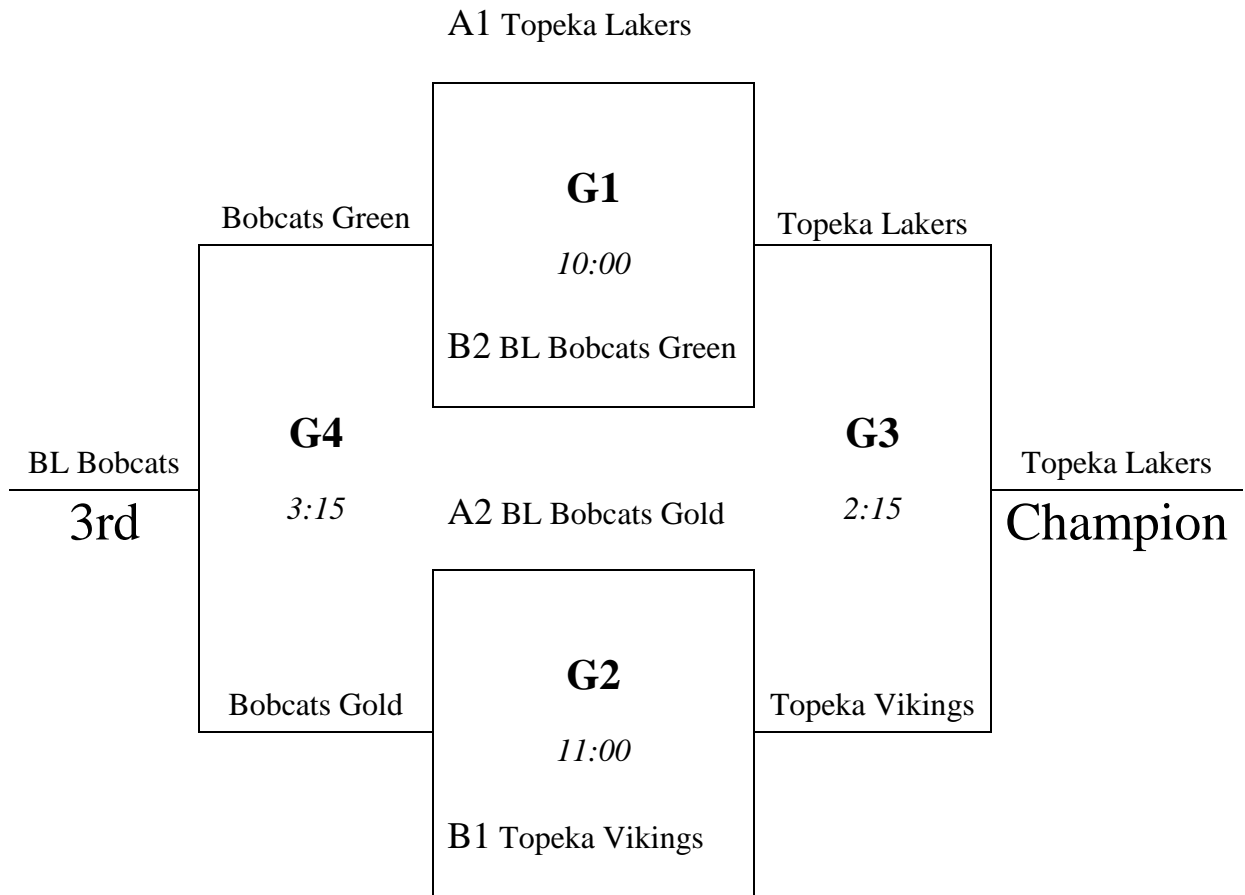 A1 Topeka Lakers
G1
Bobcats Green
Topeka Lakers
10:00
B2 BL Bobcats Green
G4
G3
BL Bobcats
Topeka Lakers
3rd
3:15
A2 BL Bobcats Gold
2:15
Champion
G2
Bobcats Gold
Topeka Vikings
11:00
B1 Topeka Vikings